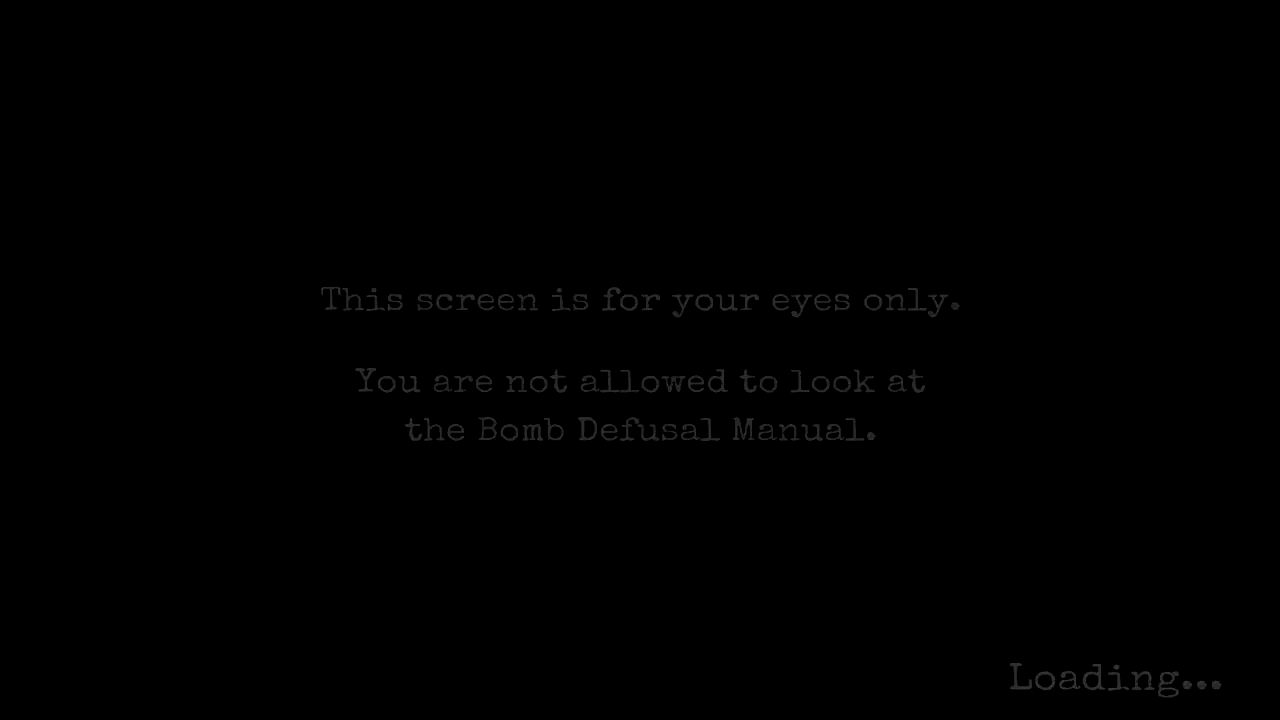 This screen is for your eyes only.
You are not allowed to look at
the Bomb Defusal Manual.
Loading...